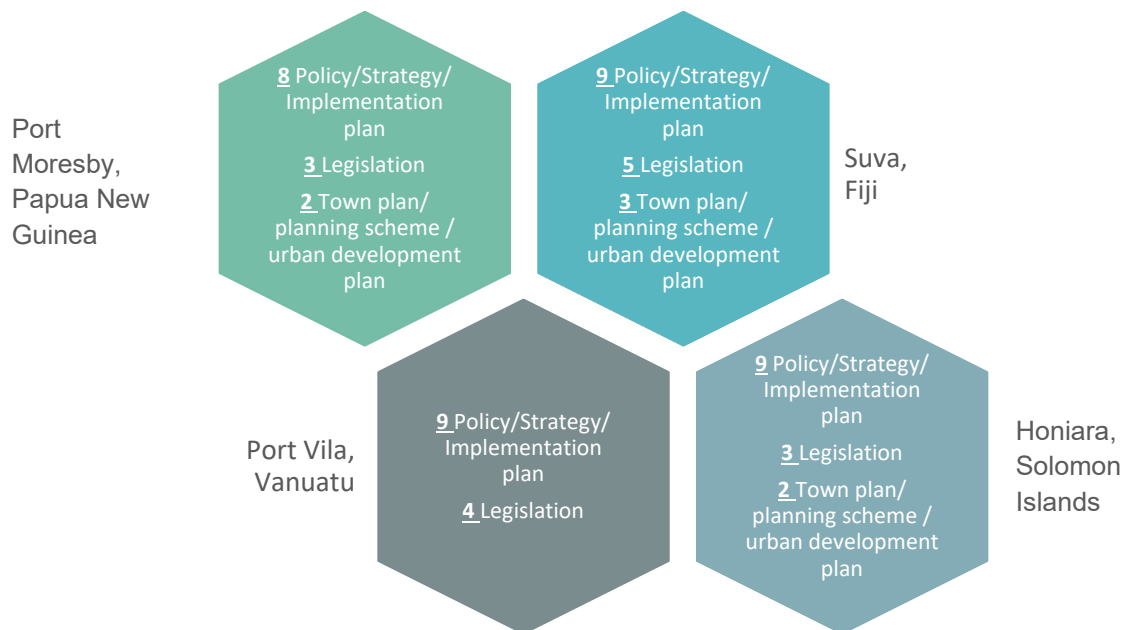 Port
Moresby,
Papua New
Guinea
8 Policy/Strategy/
Implementation
plan
3 Legislation
2 Town plan/
planning scheme /
urban development
plan
9 Policy/Strategy/
Implementation
plan
5 Legislation
3 Town plan/
planning scheme /
urban development
plan
Suva,
Fiji
Port Vila,
Vanuatu
9 Policy/Strategy/
Implementation
plan
4 Legislation
9 Policy/Strategy/
Implementation
plan
3 Legislation
2 Town plan/
planning scheme /
urban development
plan
Honiara,
Solomon
Islands